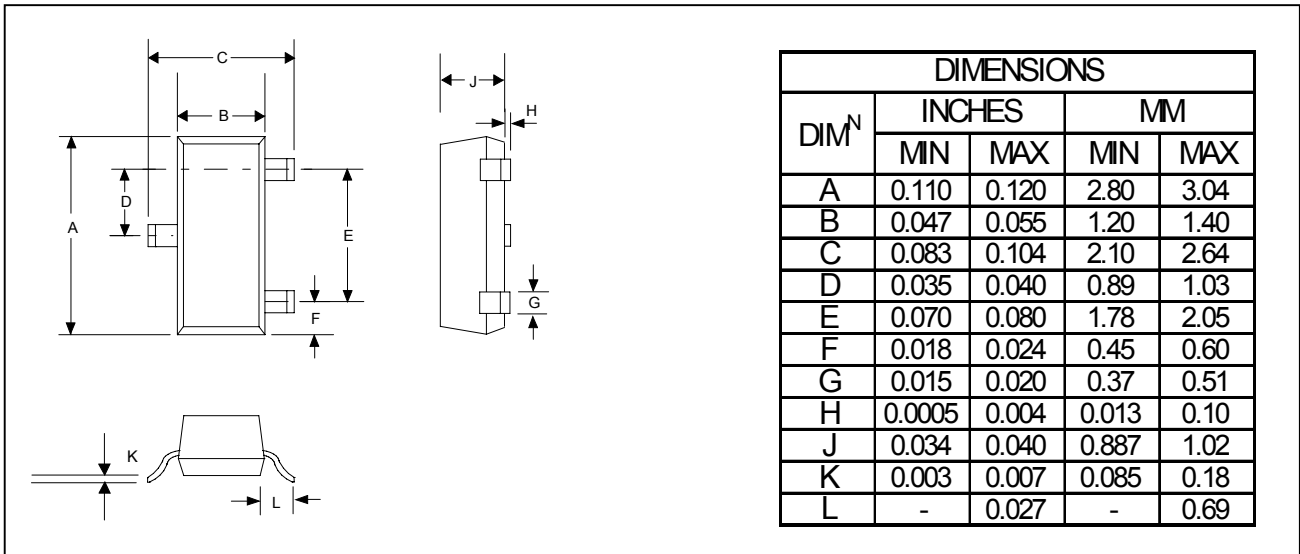 C
B
J
H
D
A
E
F
G
K
L
DIMENSIONS
DIM^N INCHES MM
MIN MAX MIN MAX
A 0.110 0.120 2.80 3.04
B 0.047 0.055 1.20 1.40
C 0.083 0.104 2.10 2.64
D 0.035 0.040 0.89 1.03
E 0.070 0.080 1.78 2.05
F 0.018 0.024 0.45 0.60
G 0.015 0.020 0.37 0.51
H 0.0005 0.004 0.013 0.10
J 0.034 0.040 0.887 1.02
K 0.003 0.007 0.085 0.18
L - 0.027 - 0.69